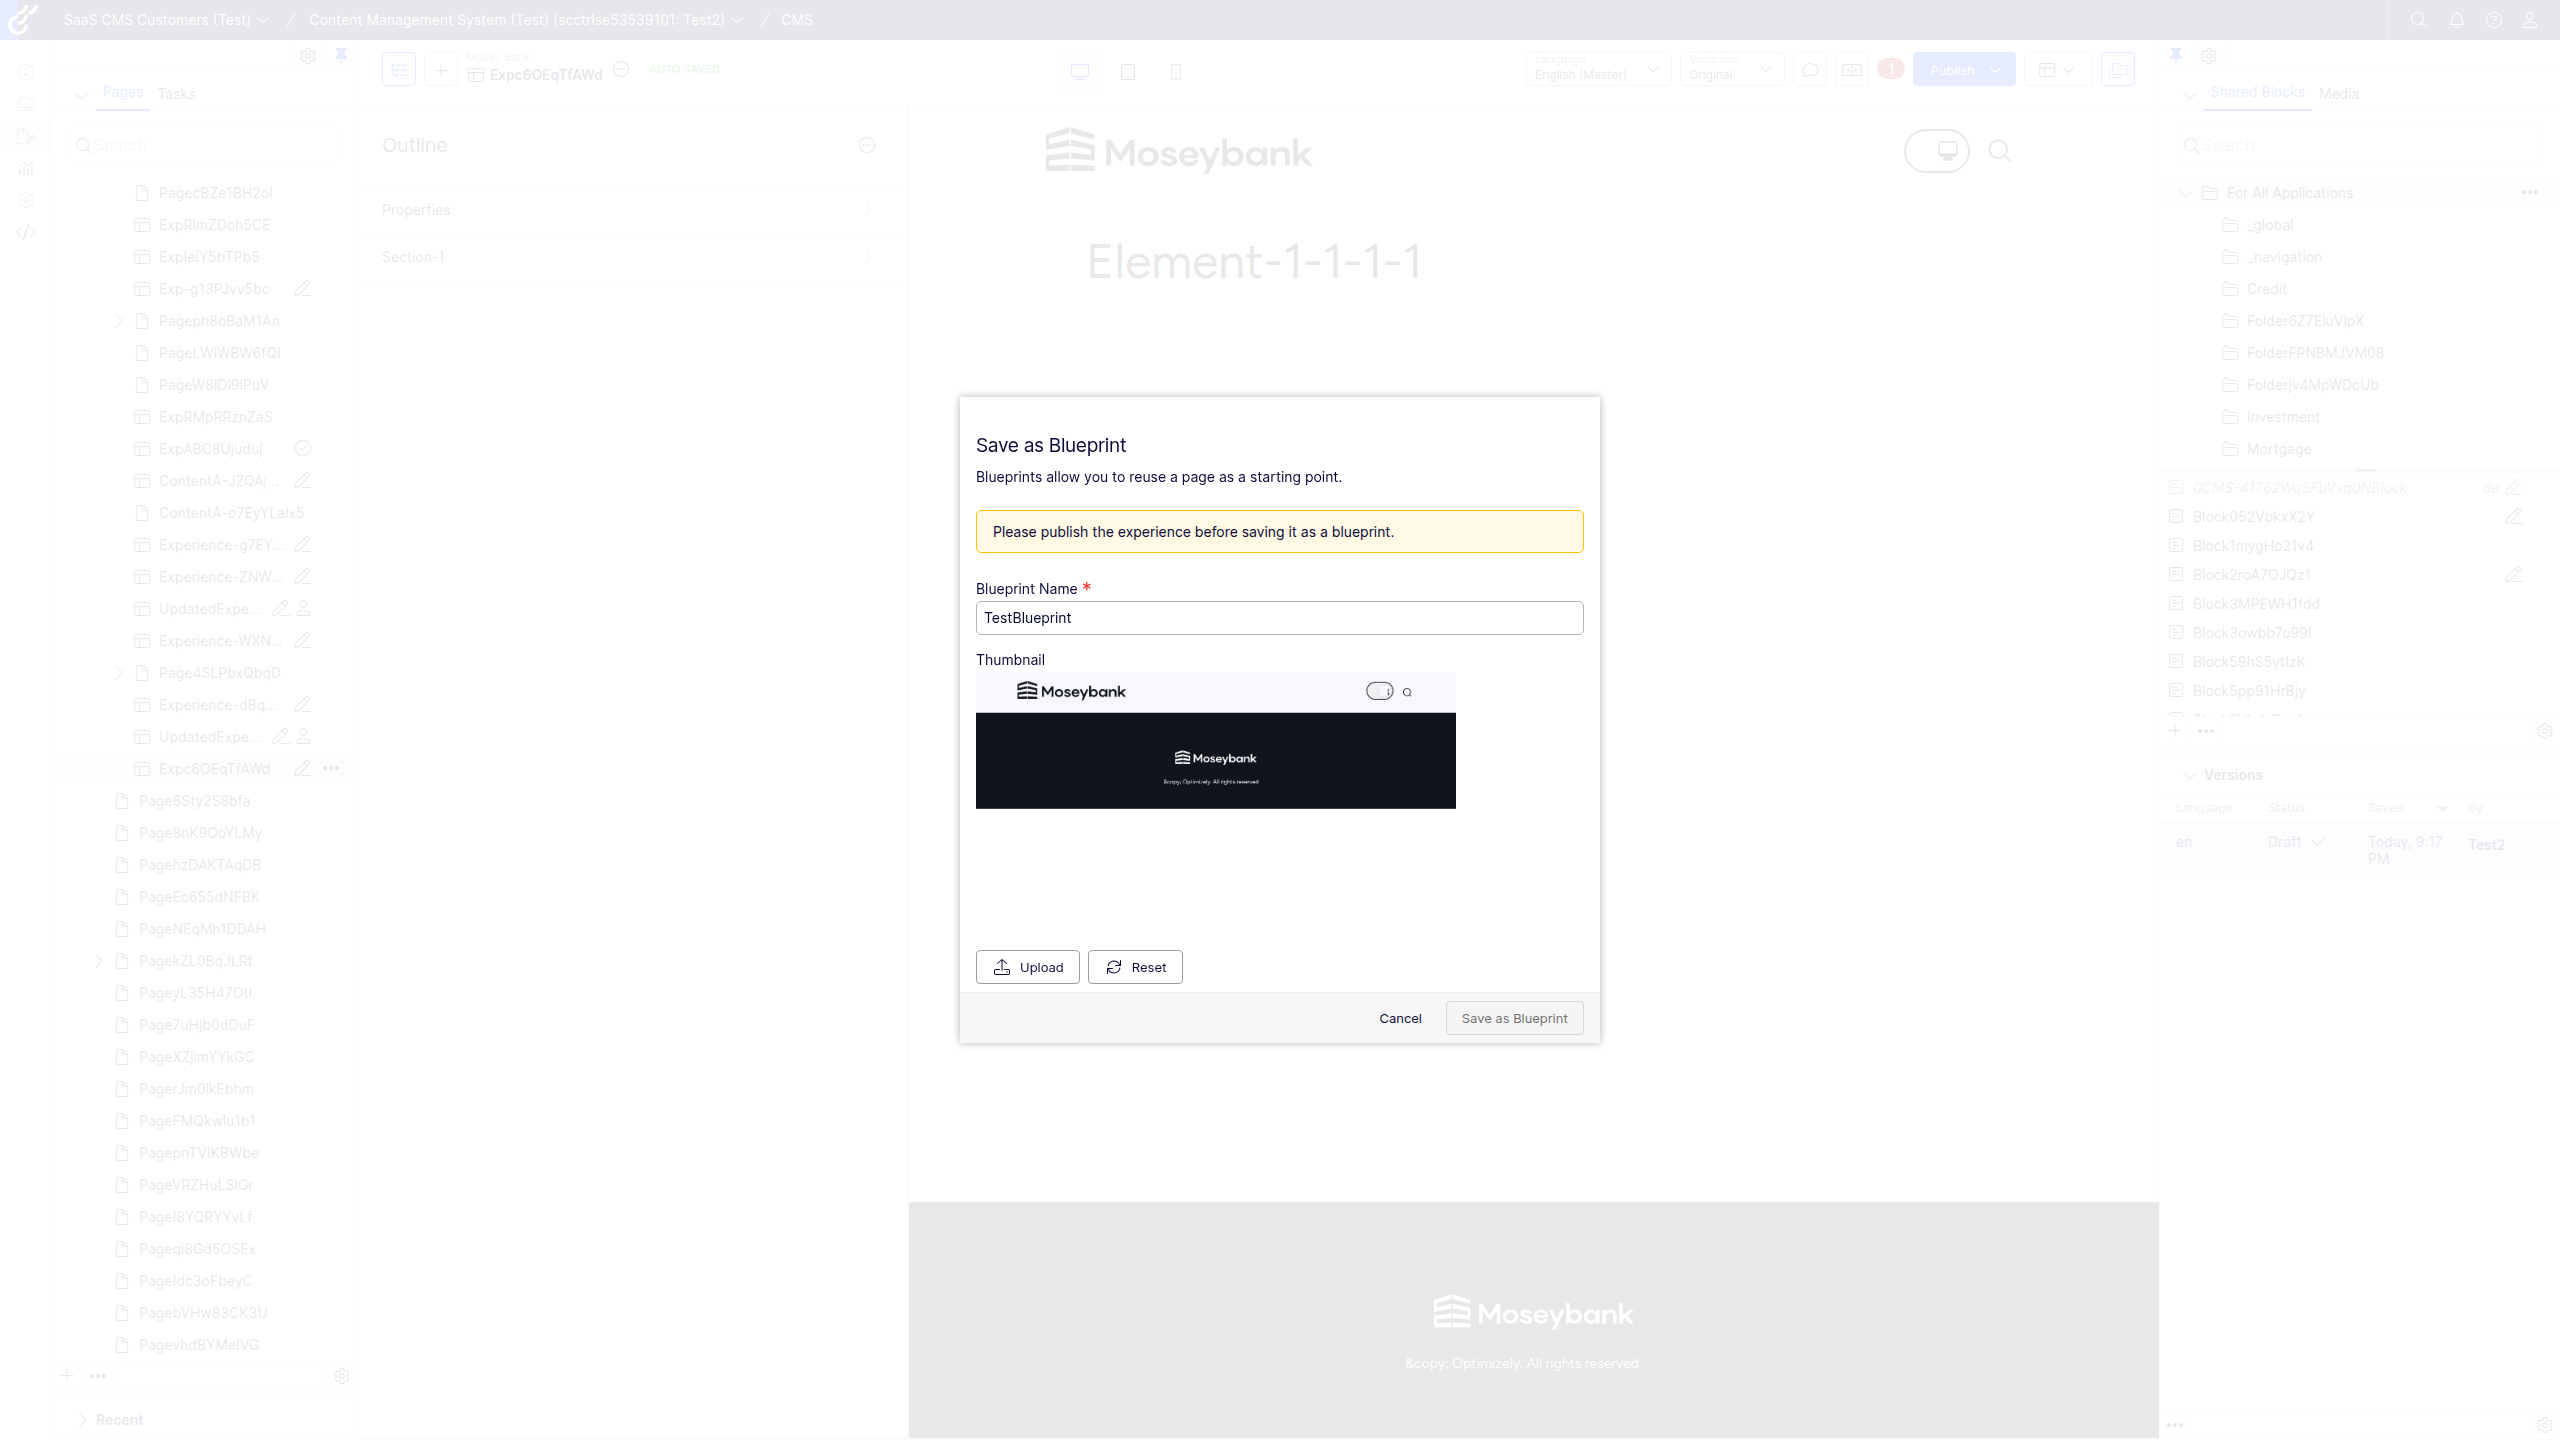 SaaS CMS Customers (Test) / Content Management System (Test) (scctrlse53539101: Test2) / CMS
Pages Tasks
Search
PagecBZe1BH2ol
ExpRlmZDoh5CE
ExpleiY5bTPb5
Exp-g13PJvv5bc
Pageph8oBaM1An
PageLWlWBW6fQl
PageW8lDl9lPuV
ExpRMpRRznZaS
ExpABC8Ujuduj
ContentA-JZQAj...
ContentA-o7EyYLalx5
Experience-g7EY...
Experience-ZNW...
UpdatedExpe...
Experience-WXN...
Page4SLPbxQbqD
Experience-dBq...
UpdatedExpe...
Expc6OEqTfAWd
Page6Sty2S8bfa
Page8nK9OoYLMy
PagehzDAKTAqDB
PageEc655dNFBK
PageNEqMh1DDAH
PagekZL0BqJLRt
PageyL35H47Otl
Page7uHjb0dDuF
PageXZjimYYkGC
PagerJm0lkEbhm
PageFMQkwlu1b1
PagepnTVlKBWbe
PageVRZHuLSlGr
Pagel8YQRYYvLf
Pageqi8Gd5OSEx
Pageldc3oFbeyC
PagebVHw83CK3U
PagevhdBYMelVG
Recent
Mosey Bank
Expc6OEqTfAWd
AUTO SAVED
Language
English (Master)
Variations
Original
1
Publish
Outline
Properties
Section-1
Moseybank
Element-1-1-1-1
Save as Blueprint
Blueprints allow you to reuse a page as a starting point.
Please publish the experience before saving it as a blueprint.
Blueprint Name *
TestBlueprint
Thumbnail
Moseybank
Moseybank
&copy; Optimizely. All rights reserved
Upload Reset
Cancel Save as Blueprint
Moseybank
&copy; Optimizely. All rights reserved
Shared Blocks Media
Search
For All Applications
_global
_navigation
Credit
Folder6Z7EluVlpX
FolderFPNBMJVM08
Folderjv4MpWDcUb
Investment
Mortgage
0CMS-41762WqSFbVvq0NBlock de
Block052VbkxX2Y
Block1mygHo21v4
Block2roA7OJQz1
Block3MPEWH1fdd
Block3owbb7o99l
Block59hS5ytlzK
Block5pp91HrBjy
Versions
Language Status Saved By
en Draft Today, 9:17 PM Test2